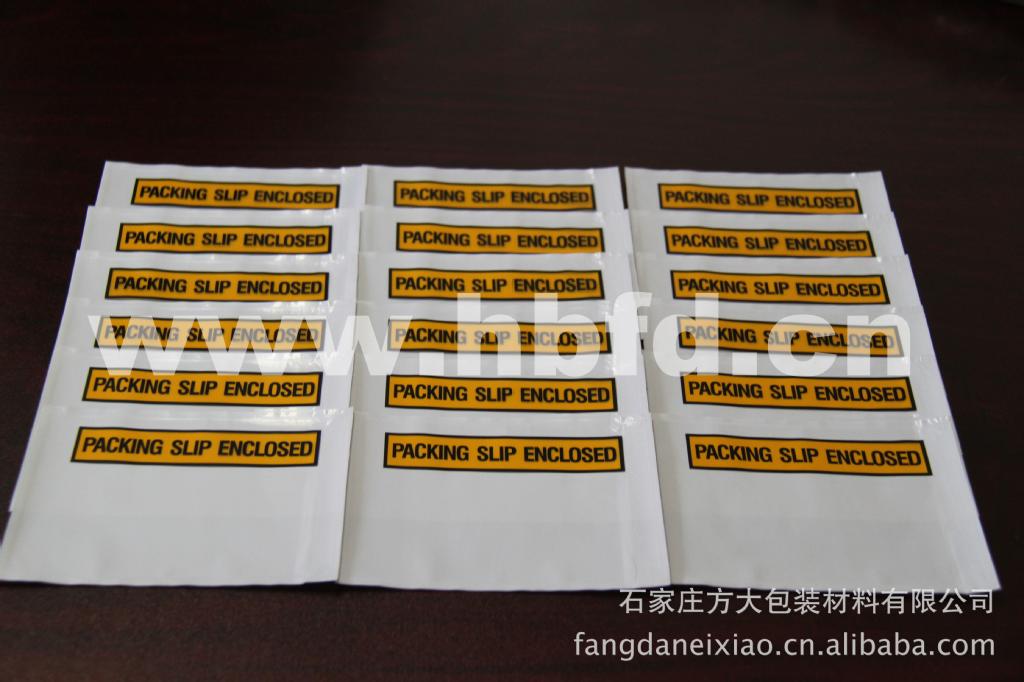 PACKING SLIP ENCLOSED PACKING SLIP ENCLOSED PACKING SLIP ENCLOSED
PACKING SLIP ENCLOSED PACKING SLIP ENCLOSED PACKING SLIP ENCLOSED
PACKING SLIP ENCLOSED PACKING SLIP ENCLOSED PACKING SLIP ENCLOSED
PACKING SLIP ENCLOSED PACKING SLIP ENCLOSED PACKING SLIP ENCLOSED
www.hbfd.cn
PACKING SLIP ENCLOSED PACKING SLIP ENCLOSED PACKING SLIP ENCLOSED
PACKING SLIP ENCLOSED PACKING SLIP ENCLOSED PACKING SLIP ENCLOSED
石家庄方大包装材料有限公司
fangdaneixiao.cn.alibaba.com